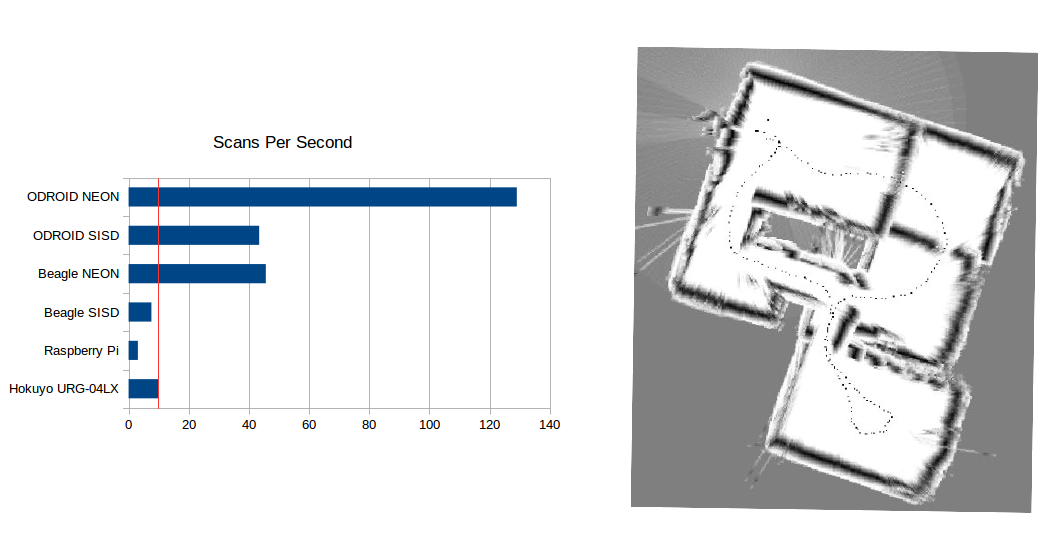 Scans Per Second
ODROID NEON
ODROID SISD
Beagle NEON
Beagle SISD
Raspberry Pi
Hokuyo URG-04LX
0 20 40 60 80 100 120 140